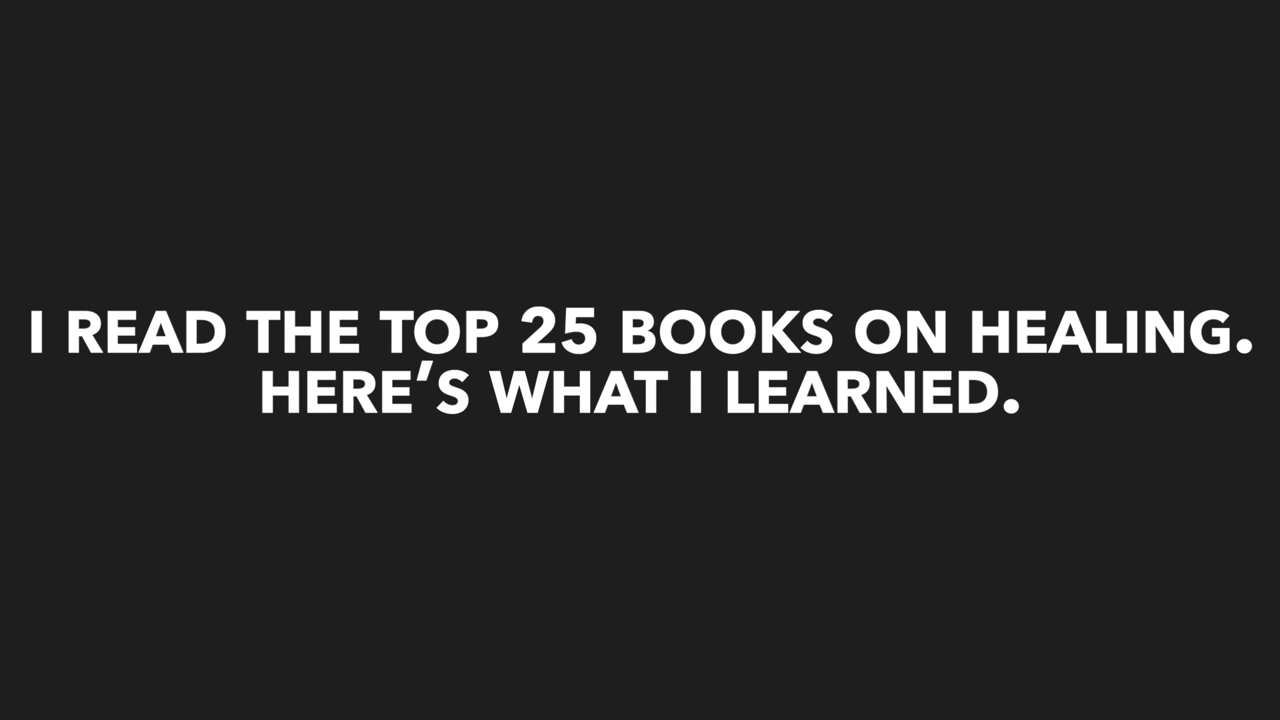 I READ THE TOP 25 BOOKS ON HEALING.
HERE’S WHAT I LEARNED.